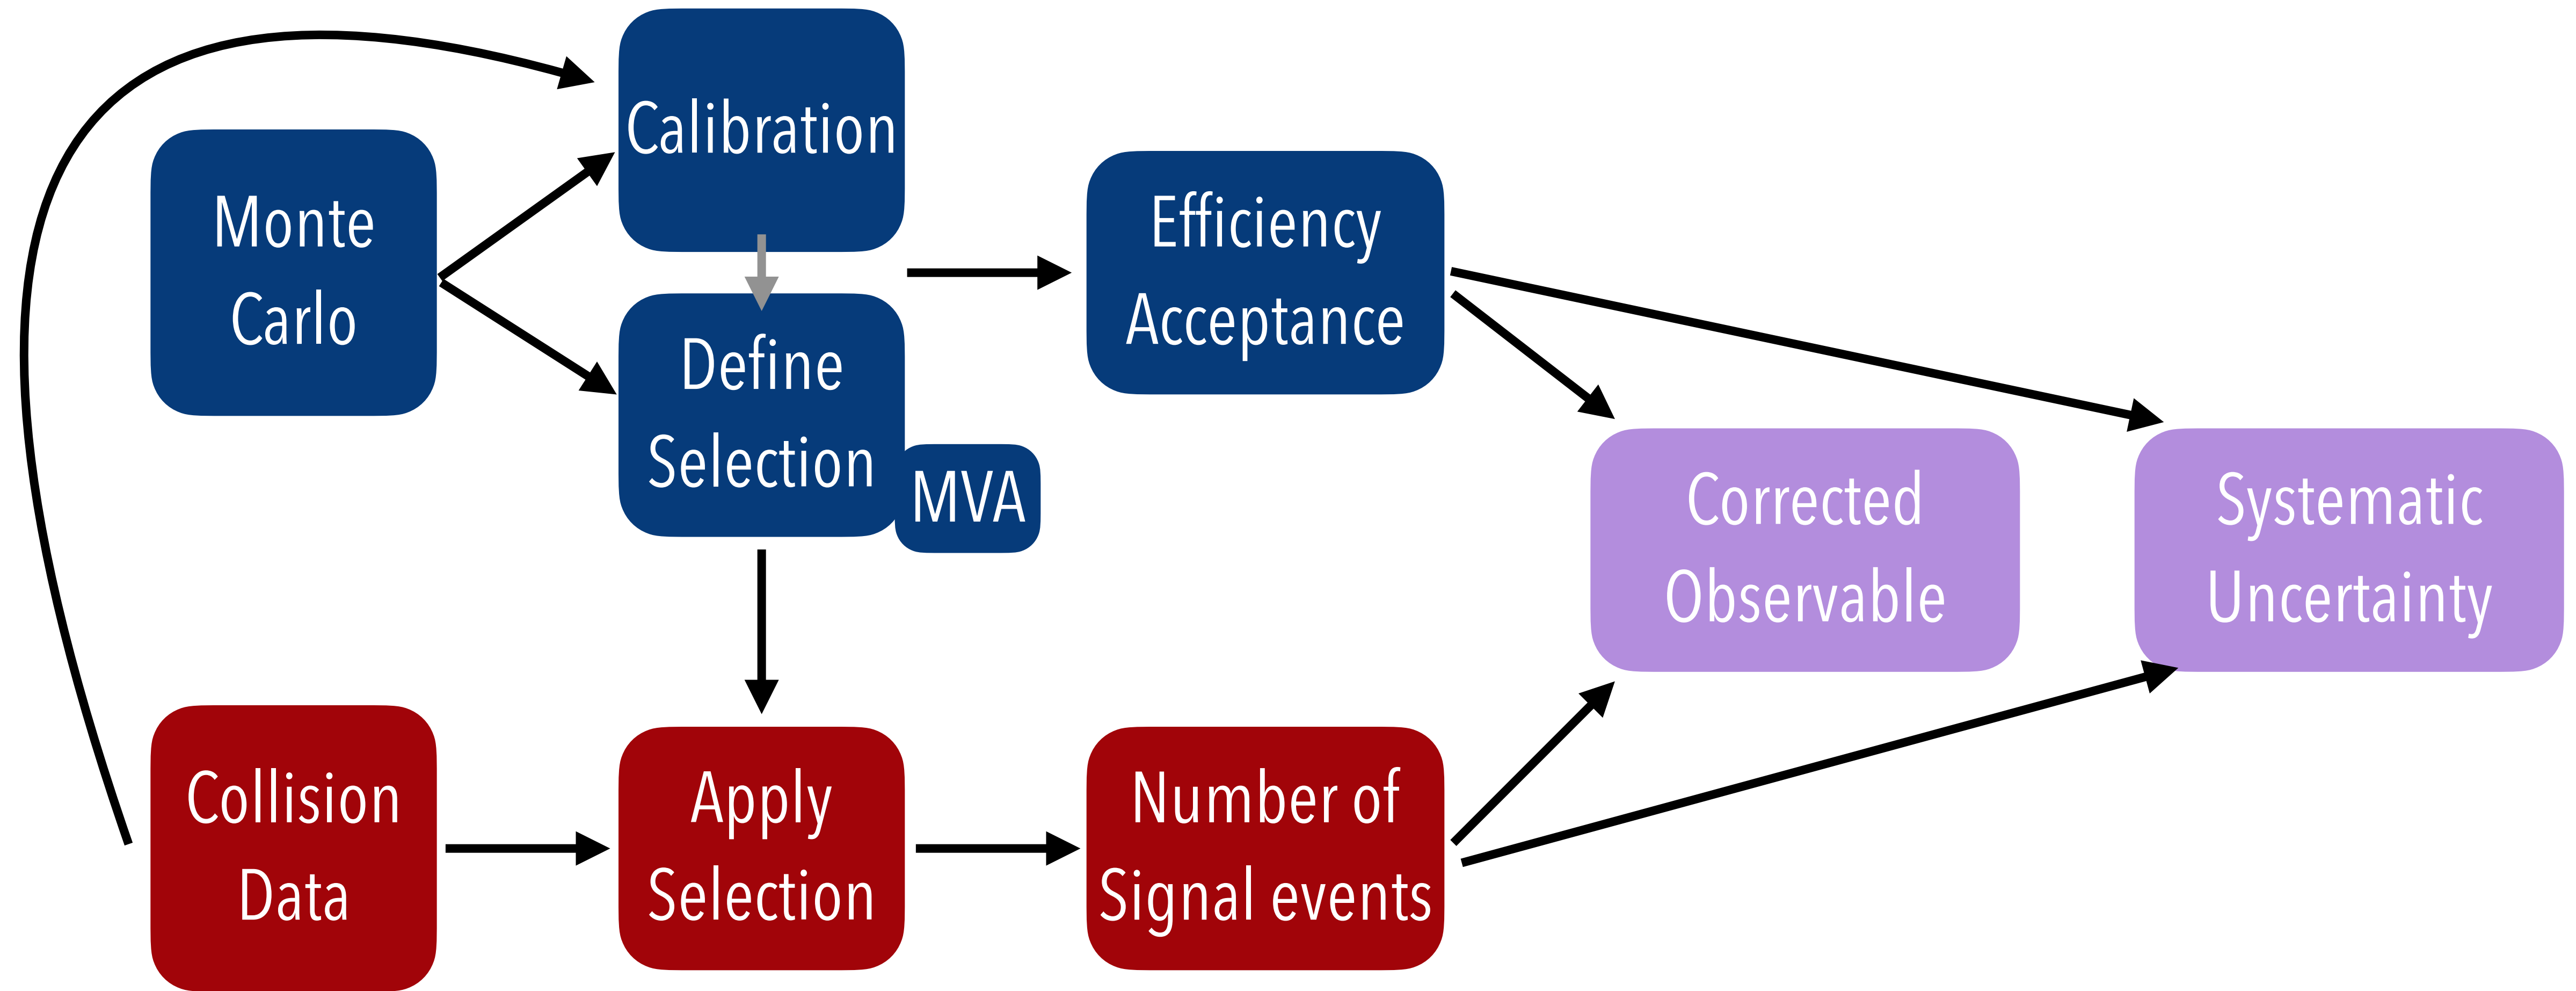 Calibration
Monte
Carlo
Efficiency
Acceptance
Define
Selection
MVA
Corrected
Observable
Systematic
Uncertainty
Collision
Data
Apply
Selection
Number of
Signal events